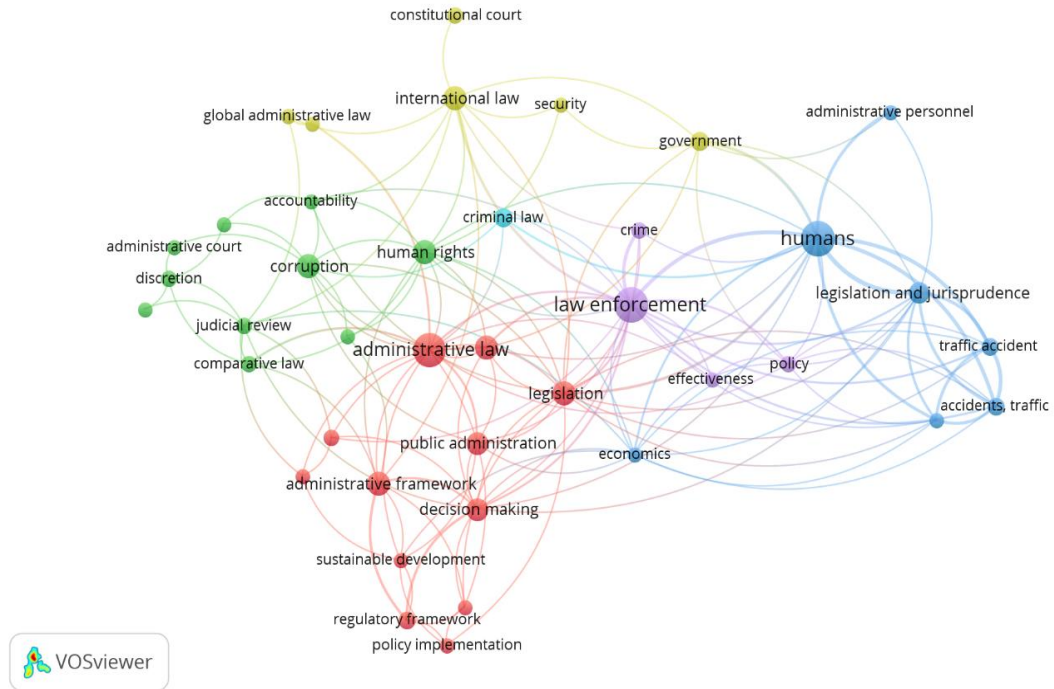 constitutional court
international law
security
global administrative law
administrative personnel
government
accountability
criminal law
crime
humans
administrative court
human rights
corruption
discretion
legislation and jurisprudence
law enforcement
judicial review
administrative law
traffic accident
comparative law
policy
effectiveness
legislation
accidents, traffic
public administration
economics
administrative framework
decision making
sustainable development
regulatory framework
policy implementation
VOSviewer